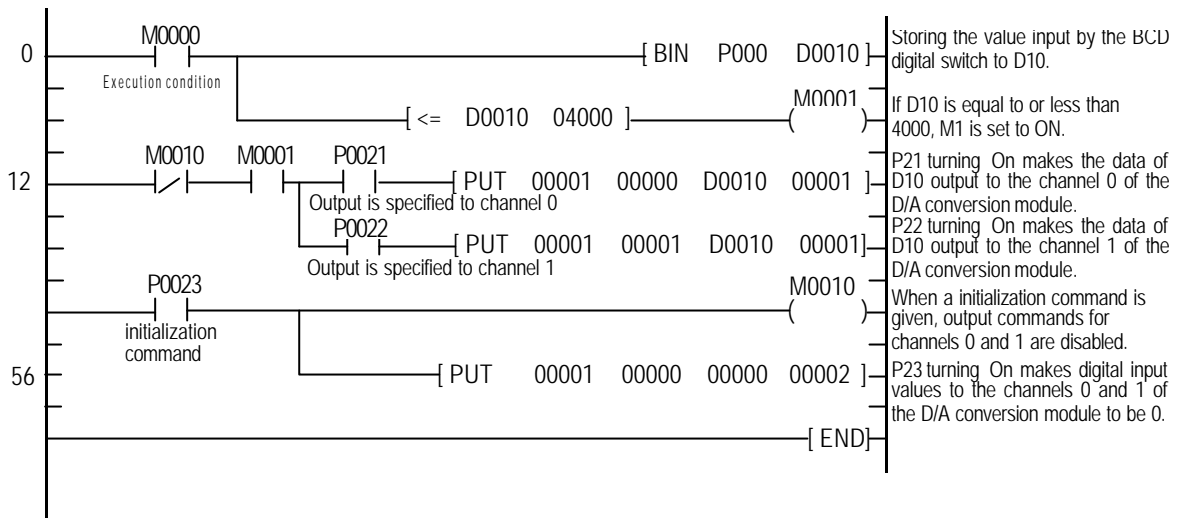 M0000
0
[ BIN P000 D0010 ]
Storing the value input by the BCD
digital switch to D10.
Execution condition
M0001
[ <= D0010 04000 ]
( )
If D10 is equal to or less than
4000, M1 is set to ON.
M0010 M0001 P0021
12
[ PUT 00001 00000 D0010 00001 ]
P21 turning On makes the data of
D10 output to the channel 0 of the
D/A conversion module.
Output is specified to channel 0
P0022
[ PUT 00001 00001 D0010 00001]
P22 turning On makes the data of
D10 output to the channel 1 of the
D/A conversion module.
Output is specified to channel 1
P0023
M0010
( )
When a initialization command is
given, output commands for
channels 0 and 1 are disabled.
initialization
command
56
[ PUT 00001 00000 00000 00002 ]
P23 turning On makes digital input
values to the channels 0 and 1 of
the D/A conversion module to be 0.
[ END]